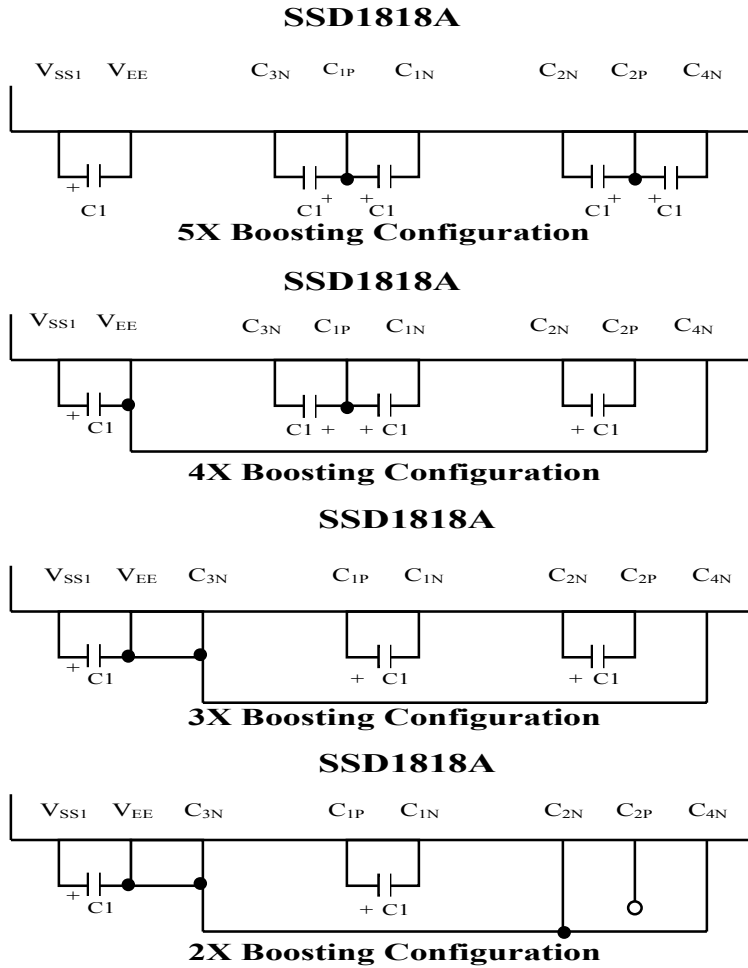 SSD1818A
VSS1 VEE C3N C1P C1N C2N C2P C4N
+ + + + +
C1 C1 C1 C1 C1
5X Boosting Configuration
SSD1818A
VSS1 VEE C3N C1P C1N C2N C2P C4N
+ C1 C1 + + C1 + C1
4X Boosting Configuration
SSD1818A
VSS1 VEE C3N C1P C1N C2N C2P C4N
+ C1 + C1 + C1
3X Boosting Configuration
SSD1818A
VSS1 VEE C3N C1P C1N C2N C2P C4N
+ C1 + C1
2X Boosting Configuration